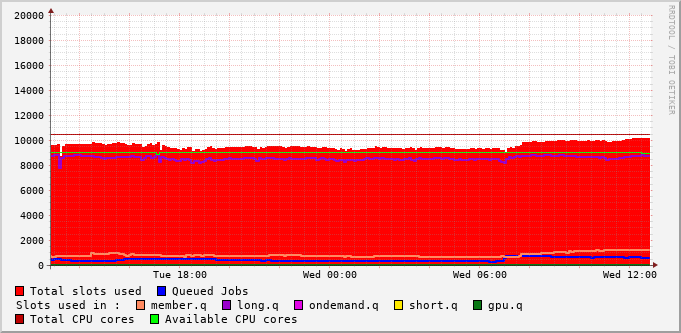 20000
18000
16000
14000
12000
10000
8000
6000
4000
2000
0
Tue 18:00 Wed 00:00 Wed 06:00 Wed 12:00
Total slots used Queued Jobs
Slots used in : member.q long.q ondemand.q short.q gpu.q
Total CPU cores Available CPU cores
RRDTOOL / TOBI OETIKER